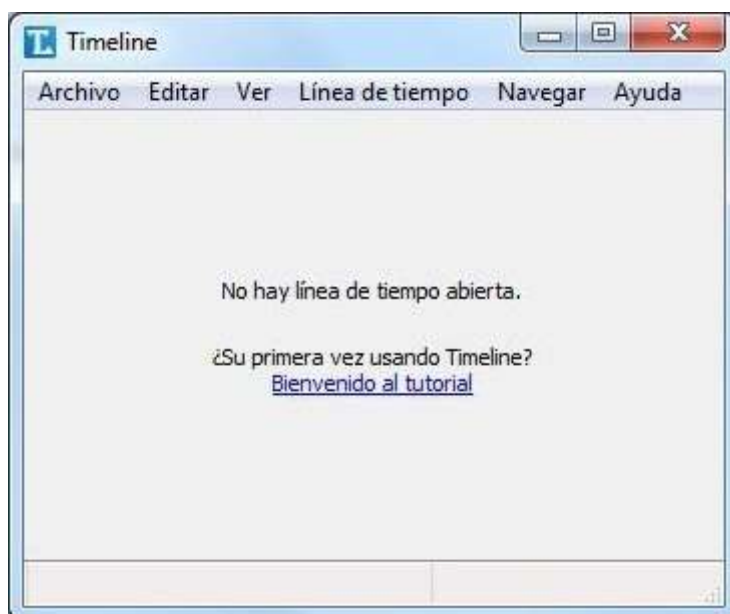 Timeline
Archivo Editar Ver Línea de tiempo Navegar Ayuda
No hay línea de tiempo abierta.
¿Su primera vez usando Timeline?
Bienvenido al tutorial